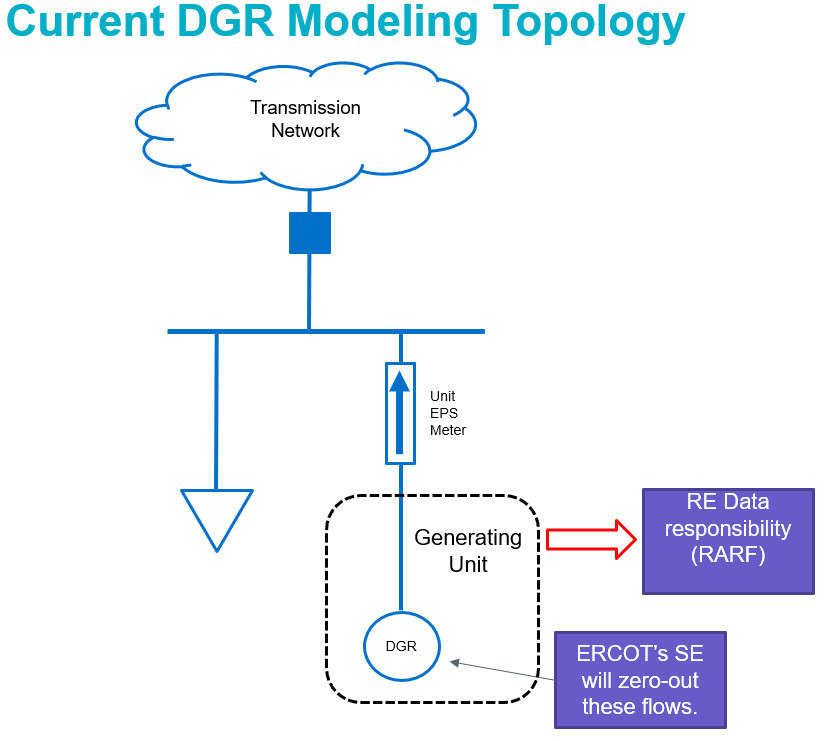 Current DGR Modeling Topology
Transmission
Network
Unit
EPS
Meter
Generating
Unit
RE Data
responsibility
(RARF)
DGR
ERCOT's SE
will zero-out
these flows.